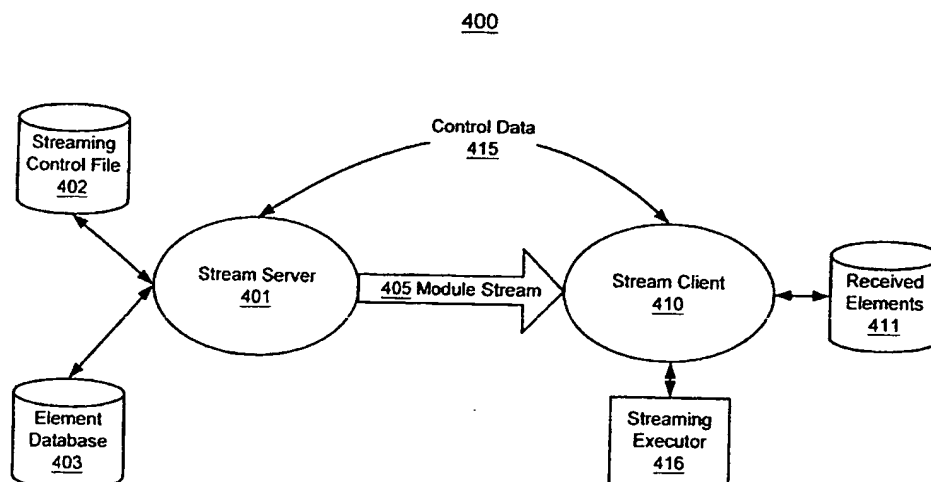 400
Streaming
Control File
402
Control Data
415
Stream Server
401
405 Module Stream
Stream Client
410
Received
Elements
411
Element
Database
403
Streaming
Executor
416